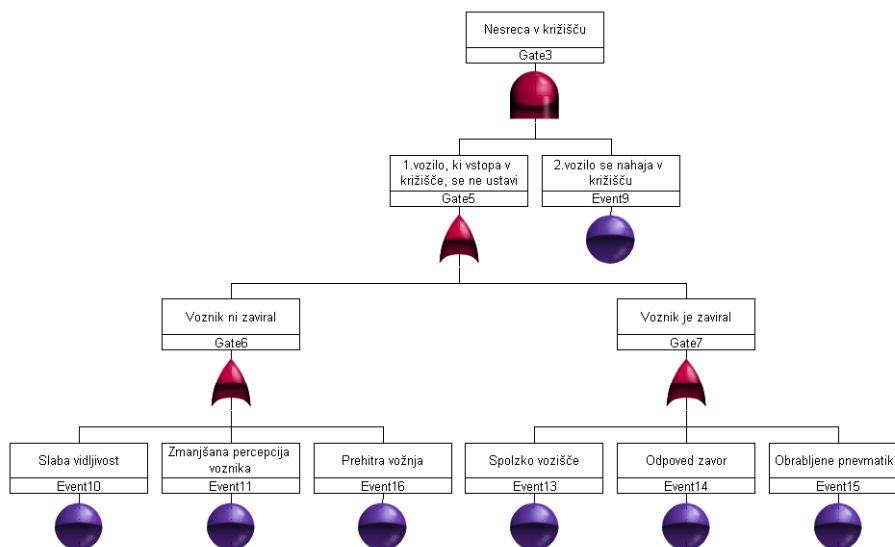 Nesreca v križišču
Gate3
1.vozilo, ki vstopa v
križišče, se ne ustavi
Gate5
2.vozilo se nahaja v
križišču
Event9
Voznik ni zaviral
Gate6
Voznik je zaviral
Gate7
Slaba vidljivost
Event10
Zmanjšana percepcija
voznika
Event11
Prehitra vožnja
Event16
Spolzko vozišče
Event13
Odpoved zavor
Event14
Obrabljene pnevmatik
Event15